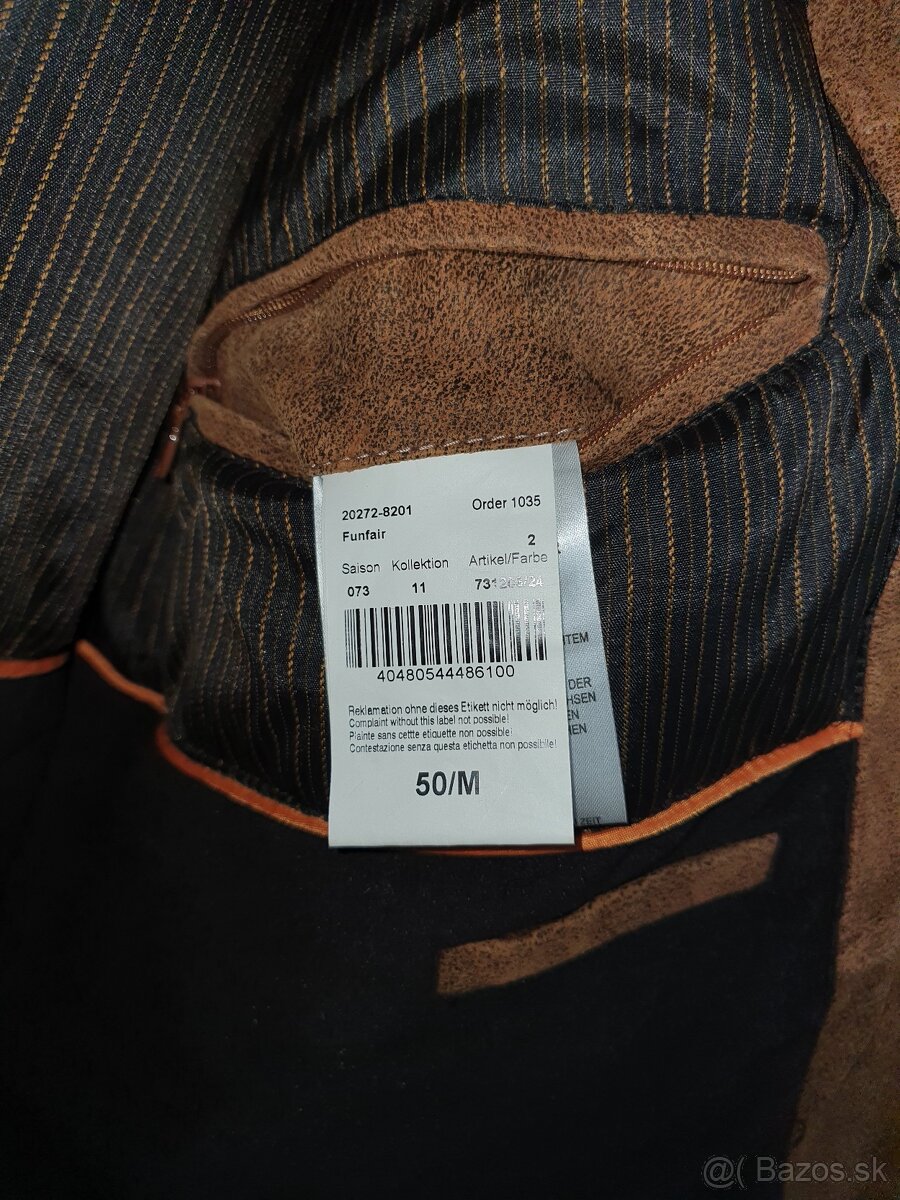 20272-8201 Order 1035
Funfair 2
Saison Kollektion Artikel/Farbe
073 11
40480544486100
Reklamation ohne dieses Etikett nicht möglich!
Complaint without this label not possible!
Plainte sans cettte etiquette non possible!
Contestazione senza questa etichetta non possibile!
50/M
DER
ZEIT
@( Bazos.sk